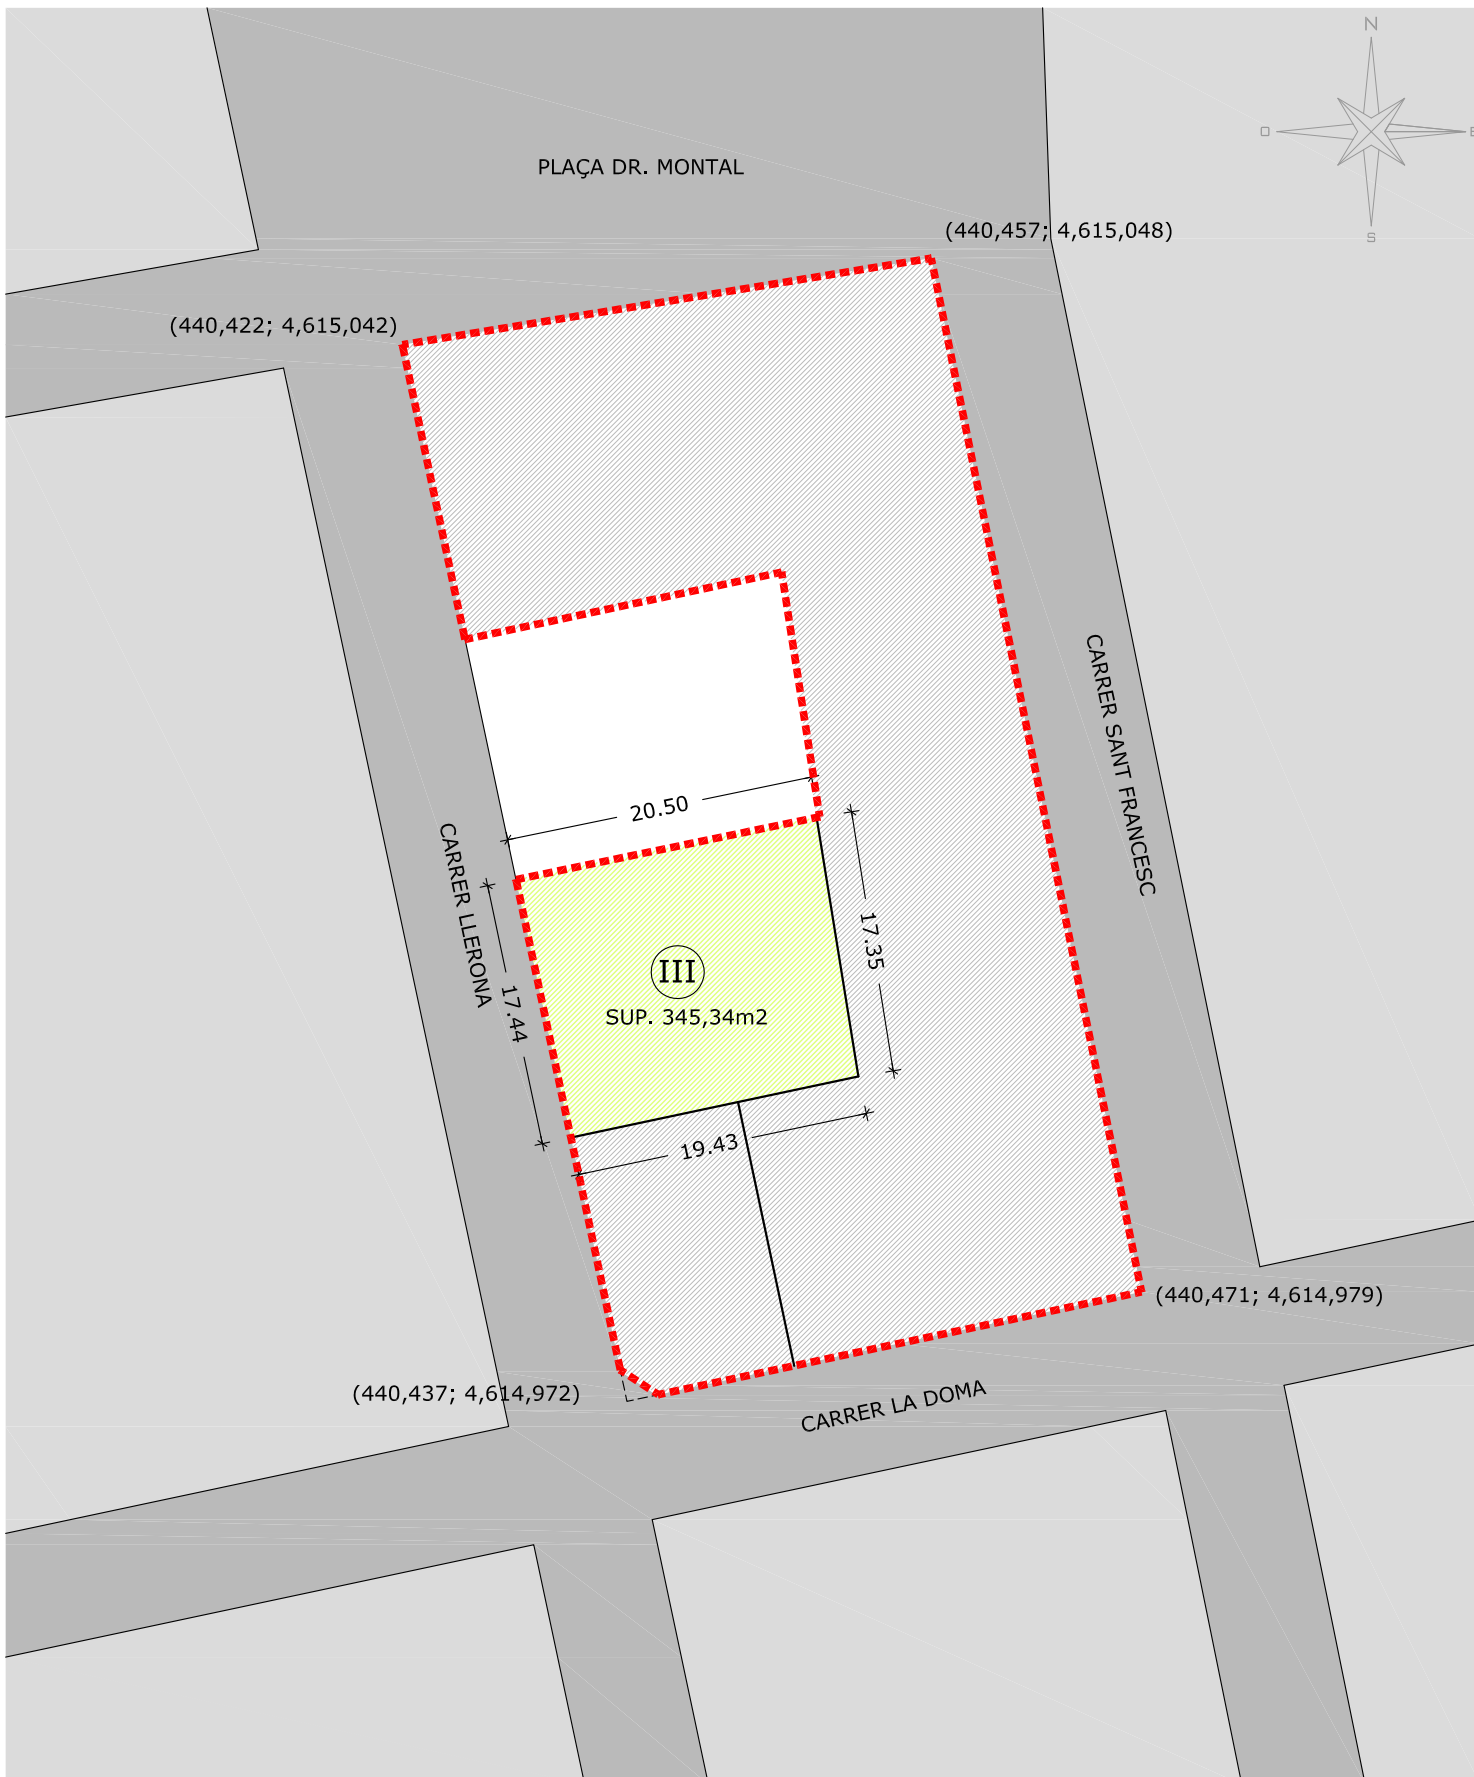 N
O
E
S
PLAÇA DR. MONTAL
(440,457; 4,615,048)
(440,422; 4,615,042)
CARRER SANT FRANCESC
20.50
CARRER LLERONA
17.35
17.44
III
SUP. 345,34m2
19.43
(440,471; 4,614,979)
(440,437; 4,614,972)
CARRER LA DOMA